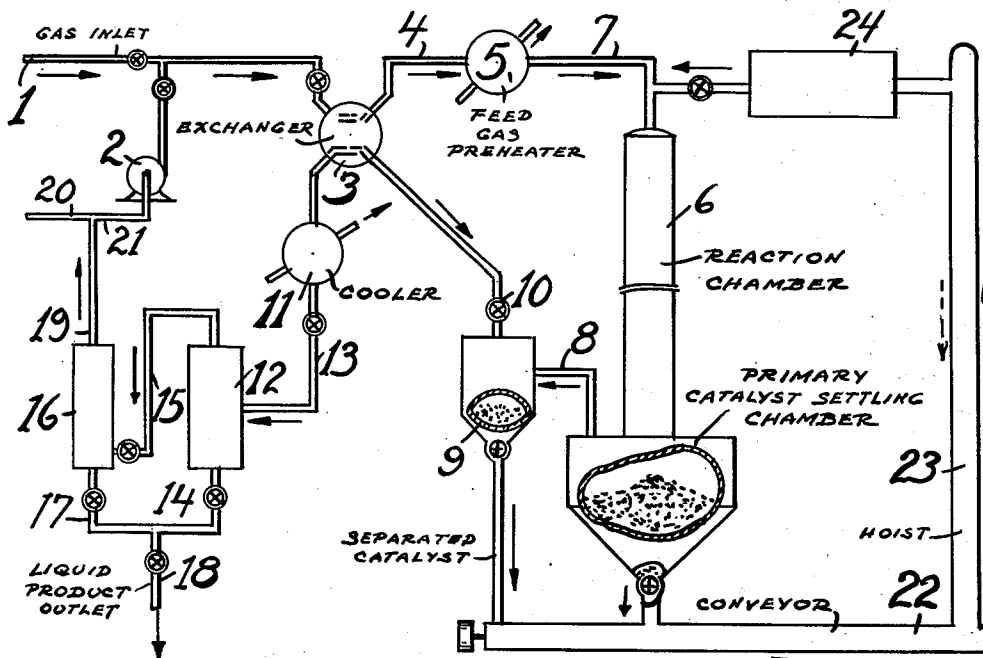 GAS INLET
1
2
EXCHANGER
3
4
5
FEED
GAS
PREHEATER
7
24
6
REACTION
CHAMBER
20
21
11
COOLER
10
19
13
8
16
15
12
9
PRIMARY
CATALYST SETTLING
CHAMBER
23
HOIST
17
14
18
LIQUID
PRODUCT
OUTLET
SEPARATED
CATALYST
CONVEYOR
22